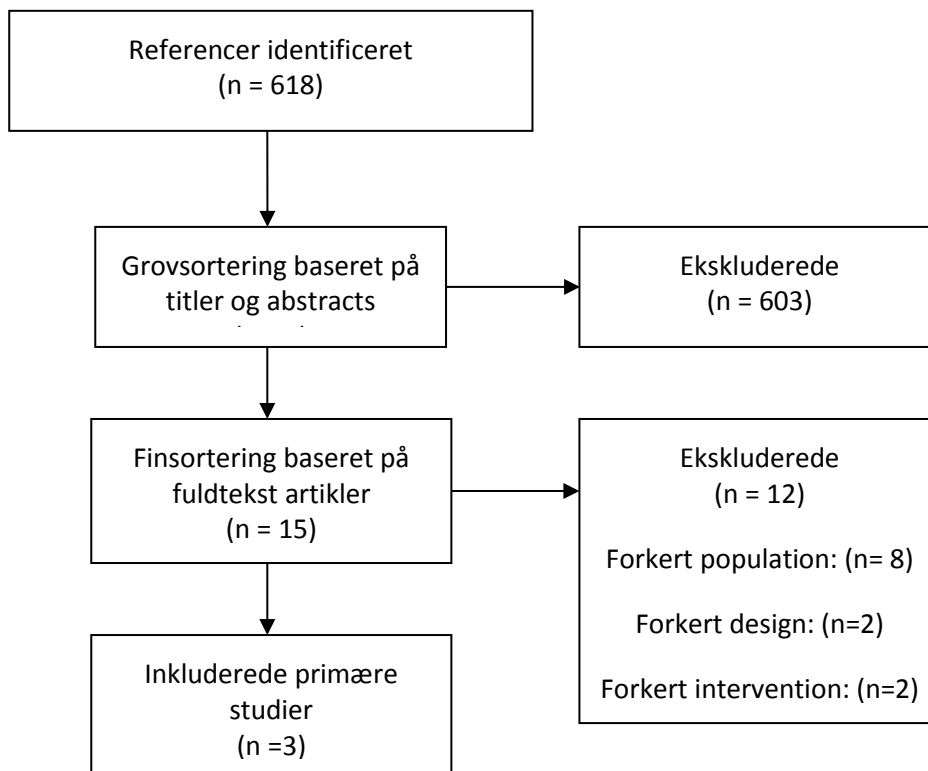 Referencer identificeret
(n = 618)
Grovsortering baseret på
titler og abstracts
Ekskluderede
(n = 603)
Finsortering baseret på
fuldtekst artikler
(n = 15)
Ekskluderede
(n = 12)
Forkert population: (n= 8)
Forkert design: (n=2)
Forkert intervention: (n=2)
Inkluderede primære
studier
(n =3)